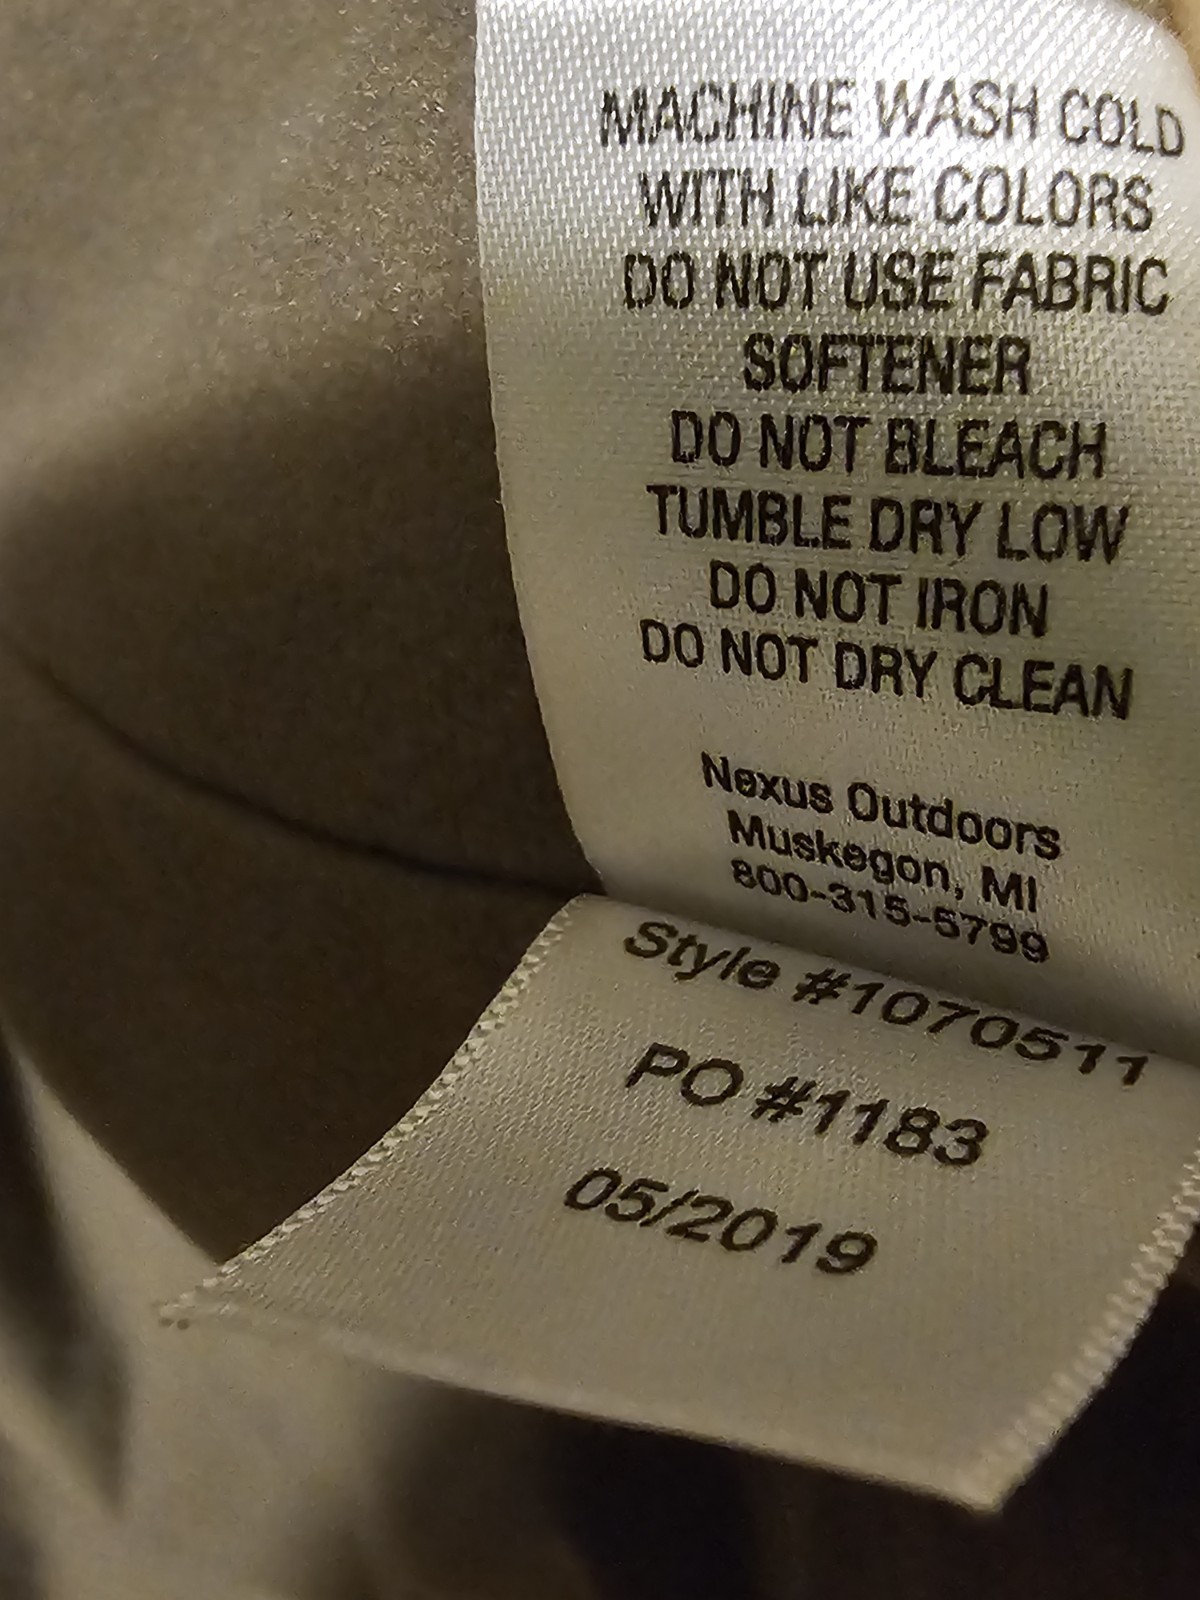 MACHINE WASH COLD
WITH LIKE COLORS
DO NOT USE FABRIC
SOFTENER
DO NOT BLEACH
TUMBLE DRY LOW
DO NOT IRON
DO NOT DRY CLEAN
Nexus Outdoors
Muskegon, MI
800-315-5799
Style #1070511
PO #1183
05/2019